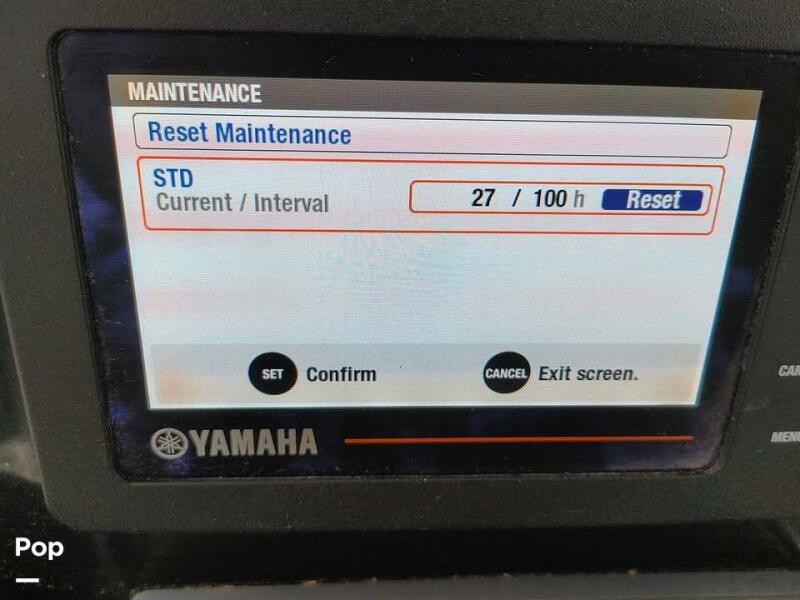 MAINTENANCE
Reset Maintenance
STD
Current / Interval 27 / 100 h Reset
SET Confirm CANCEL Exit screen.
YAMAHA
Pop